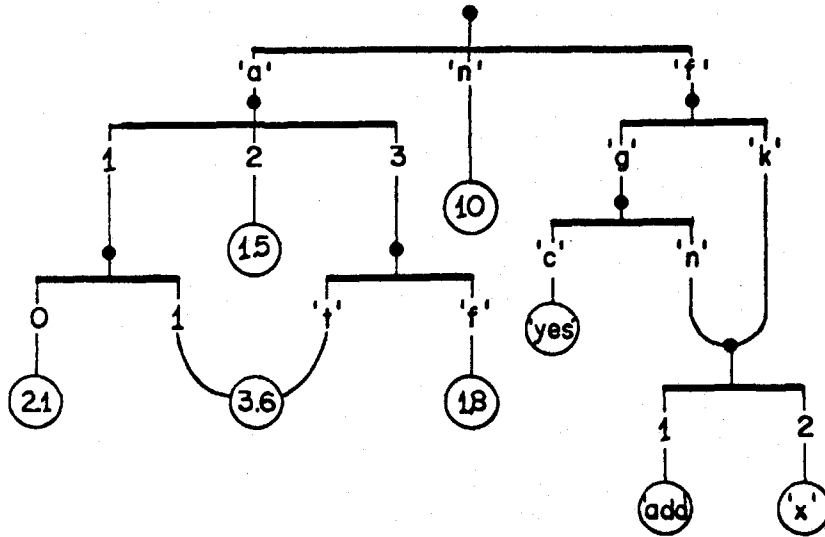 'a' 'n' 'f'
1 2 3 'g' 'k'
10
1.5 'c' 'n'
0 1 't' 'f' 'yes'
2.1 3.6 1.8 1 2
'add' 'x'